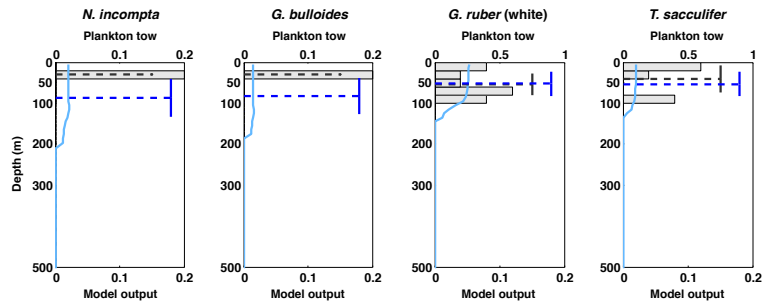 N. incompta
G. bulloides
G. ruber (white)
T. sacculifer
Plankton tow
Plankton tow
Plankton tow
Plankton tow
0 0.1 0.2
0 0.1 0.2
0 0.5 1
0 0.5 1
Depth (m)
0
50
100
200
300
500
0
50
100
200
300
500
0
50
100
200
300
500
0
50
100
200
300
500
0 0.1 0.2
0 0.1 0.2
0 0.1 0.2
0 0.1 0.2
Model output
Model output
Model output
Model output